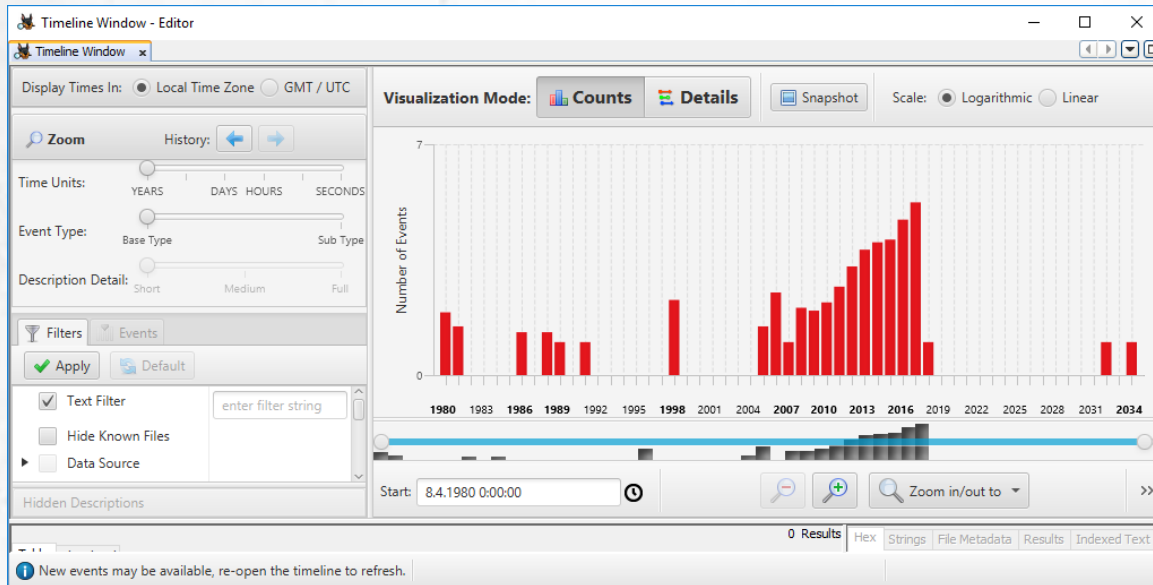 Timeline Window - Editor
Timeline Window x
Display Times In: Local Time Zone GMT / UTC
Visualization Mode: Counts Details Snapshot Scale: Logarithmic Linear
Zoom History:
Time Units:
YEARS DAYS HOURS SECONDS
Event Type:
Base Type Sub Type
Description Detail:
Short Medium Full
Filters Events
Apply Default
Text Filter enter filter string
Hide Known Files
Data Source
Hidden Descriptions
7
Number of Events
0
1980 1983 1986 1989 1992 1995 1998 2001 2004 2007 2010 2013 2016 2019 2022 2025 2028 2031 2034
Start: 8.4.1980 0:00:00 Zoom in/out to
0 Results Hex Strings File Metadata Results Indexed Text
New events may be available, re-open the timeline to refresh.